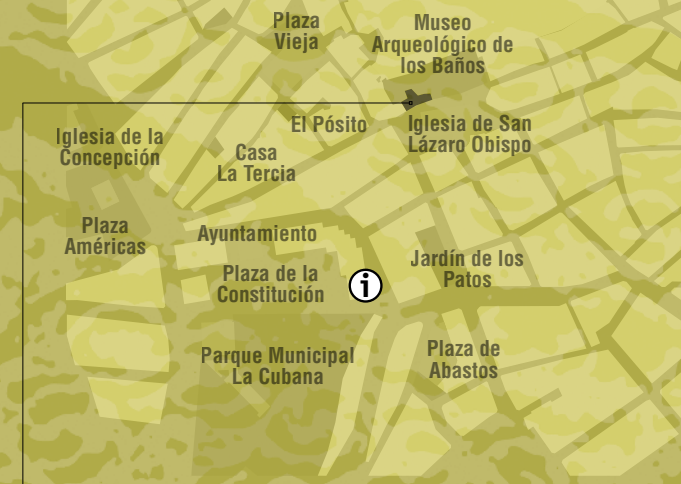 Plaza
Vieja
Museo
Arqueológico de
los Baños
El Pósito
Iglesia de San
Lázaro Obispo
Iglesia de la
Concepción
Casa
La Tercia
Plaza
Américas
Ayuntamiento
Plaza de la
Constitución
i
Jardín de los
Patos
Parque Municipal
La Cubana
Plaza de
Abastos